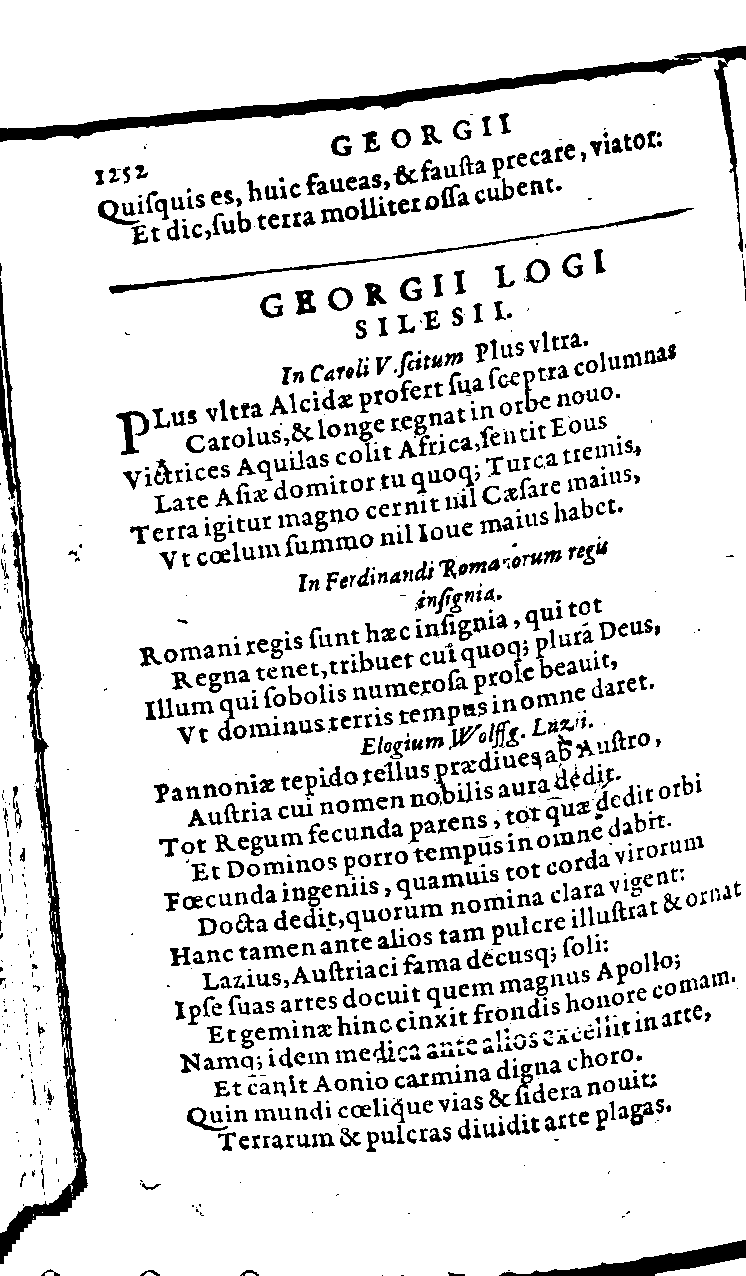 1252 GEORGII
Quiſquis es, huic faueas, & fauſta precare, viator:
Et dic, ſub terra molliter oſſa cubent.
GEORGII LOGI
SILESII.
In Caroli V. ſcitum Plus vltra.
PLus vltra Alcidæ profert ſua ſceptra columnas
Carolus, & longe regnat in orbe nouo.
Victrices Aquilas colit Africa, ſentit Eous
Late Aſiæ domitor tu quoq; Turca tremis,
Terra igitur magno cernit nil Cæſare maius,
Vt cœlum ſummo nil Ioue maius habet.
In Ferdinandi Romanorum regis
inſignia.
Romani regis ſunt hæc inſignia, qui tot
Regna tenet, tribuet cui quoq; plura Deus,
Illum qui ſobolis numeroſa prole beauit,
Vt dominus terris tempus in omne daret.
Elogium Wolffg. Lazii.
Pannoniæ tepido tellus prædiues ab Auſtro,
Auſtria cui nomen nobilis aura dedit.
Tot Regum fecunda parens, tot quæ dedit orbi
Et Dominos porro tempus in omne dabit.
Fœcunda ingeniis, quamuis tot corda virorum
Docta dedit, quorum nomina clara vigent:
Hanc tamen ante alios tam pulcre illuſtrat & ornat
Lazius, Auſtriaci fama decusq; ſoli:
Ipſe ſuas artes docuit quem magnus Apollo;
Et geminæ hinc cinxit frondis honore comam.
Namq; idem medica ante alios excellit in arte,
Et canit Aonio carmina digna choro.
Quin mundi cœlique vias & ſidera nouit:
Terrarum & pulcras diuidit arte plagas.